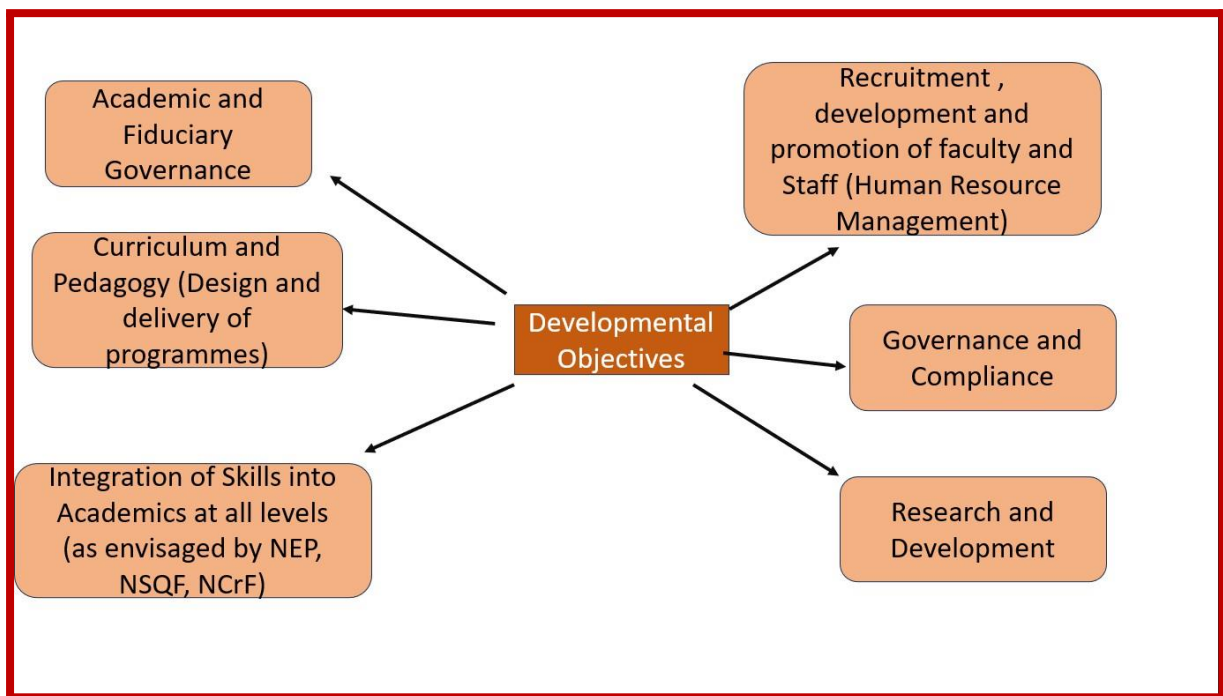 Academic and
Fiduciary
Governance
Curriculum and
Pedagogy (Design and
delivery of
programmes)
Integration of Skills into
Academics at all levels
(as envisaged by NEP,
NSQF, NCrF)
Developmental
Objectives
Recruitment ,
development and
promotion of faculty and
Staff (Human Resource
Management)
Governance and
Compliance
Research and
Development